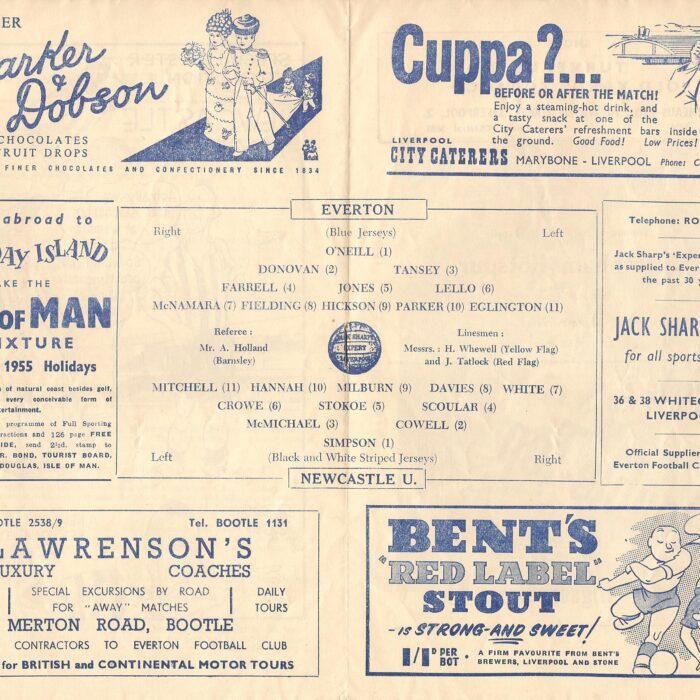 ER
arker
& Dobson
CHOCOLATES
FRUIT DROPS
FINER CHOCOLATES AND CONFECTIONERY SINCE 1834
Cuppa?....
BEFORE OR AFTER THE MATCH!
Enjoy a steaming-hot drink, and
a tasty snack at one of the
City Caterers' refreshment bars inside
the ground. Good Food! Low Prices!
LIVERPOOL
CITY CATERERS MARYBONE - LIVERPOOL Phone: C
abroad to
DAY ISLAND
AKE THE
OF MAN
IXTURE
1955 Holidays
of natural coast besides golf,
every conceivable form of
ntertainment.
programme of Full Sporting
ractions and 126 page FREE
IDE, send 2½d. stamp to
R. BOND, TOURIST BOARD,
DOUGLAS, ISLE OF MAN.
EVERTON
Right (Blue Jerseys) Left
O'NEILL (1)
DONOVAN (2) TANSEY (3)
FARRELL (4) JONES (5) LELLO (6)
McNAMARA (7) FIELDING (8) HICKSON (9) PARKER (10) EGLINGTON (11)
Referee :
Mr. A. Holland
(Barnsley)
JACK SHARP'S
EXPERT
LIVERPOOL
Linesmen :
Messrs. : H. Whewell (Yellow Flag)
and J. Tatlock (Red Flag)
MITCHELL (11) HANNAH (10) MILBURN (9) DAVIES (8) WHITE (7)
CROWE (6) STOKOE (5) SCOULAR (4)
McMICHAEL (3) COWELL (2)
SIMPSON (1)
Left (Black and White Striped Jerseys) Right
NEWCASTLE U.
Telephone: RO
Jack Sharp's 'Exper
as supplied to Ever
the past 30 y
JACK SHAR
for all sports
36 & 38 WHITEC
LIVERPO
Official Supplier
Everton Football C
OTLE 2538/9 Tel. BOOTLE 1131
LAWRENSON'S
UXURY COACHES
SPECIAL EXCURSIONS BY ROAD
FOR "AWAY" MATCHES
DAILY
TOURS
MERTON ROAD, BOOTLE
CONTRACTORS TO EVERTON FOOTBALL CLUB
for BRITISH and CONTINENTAL MOTOR TOURS
BENT'S
"RED LABEL"
STOUT
- IS STRONG-AND SWEET!
1/1D PER BOT. • A FIRM FAVOURITE FROM BENT'S
BREWERS, LIVERPOOL AND STONE